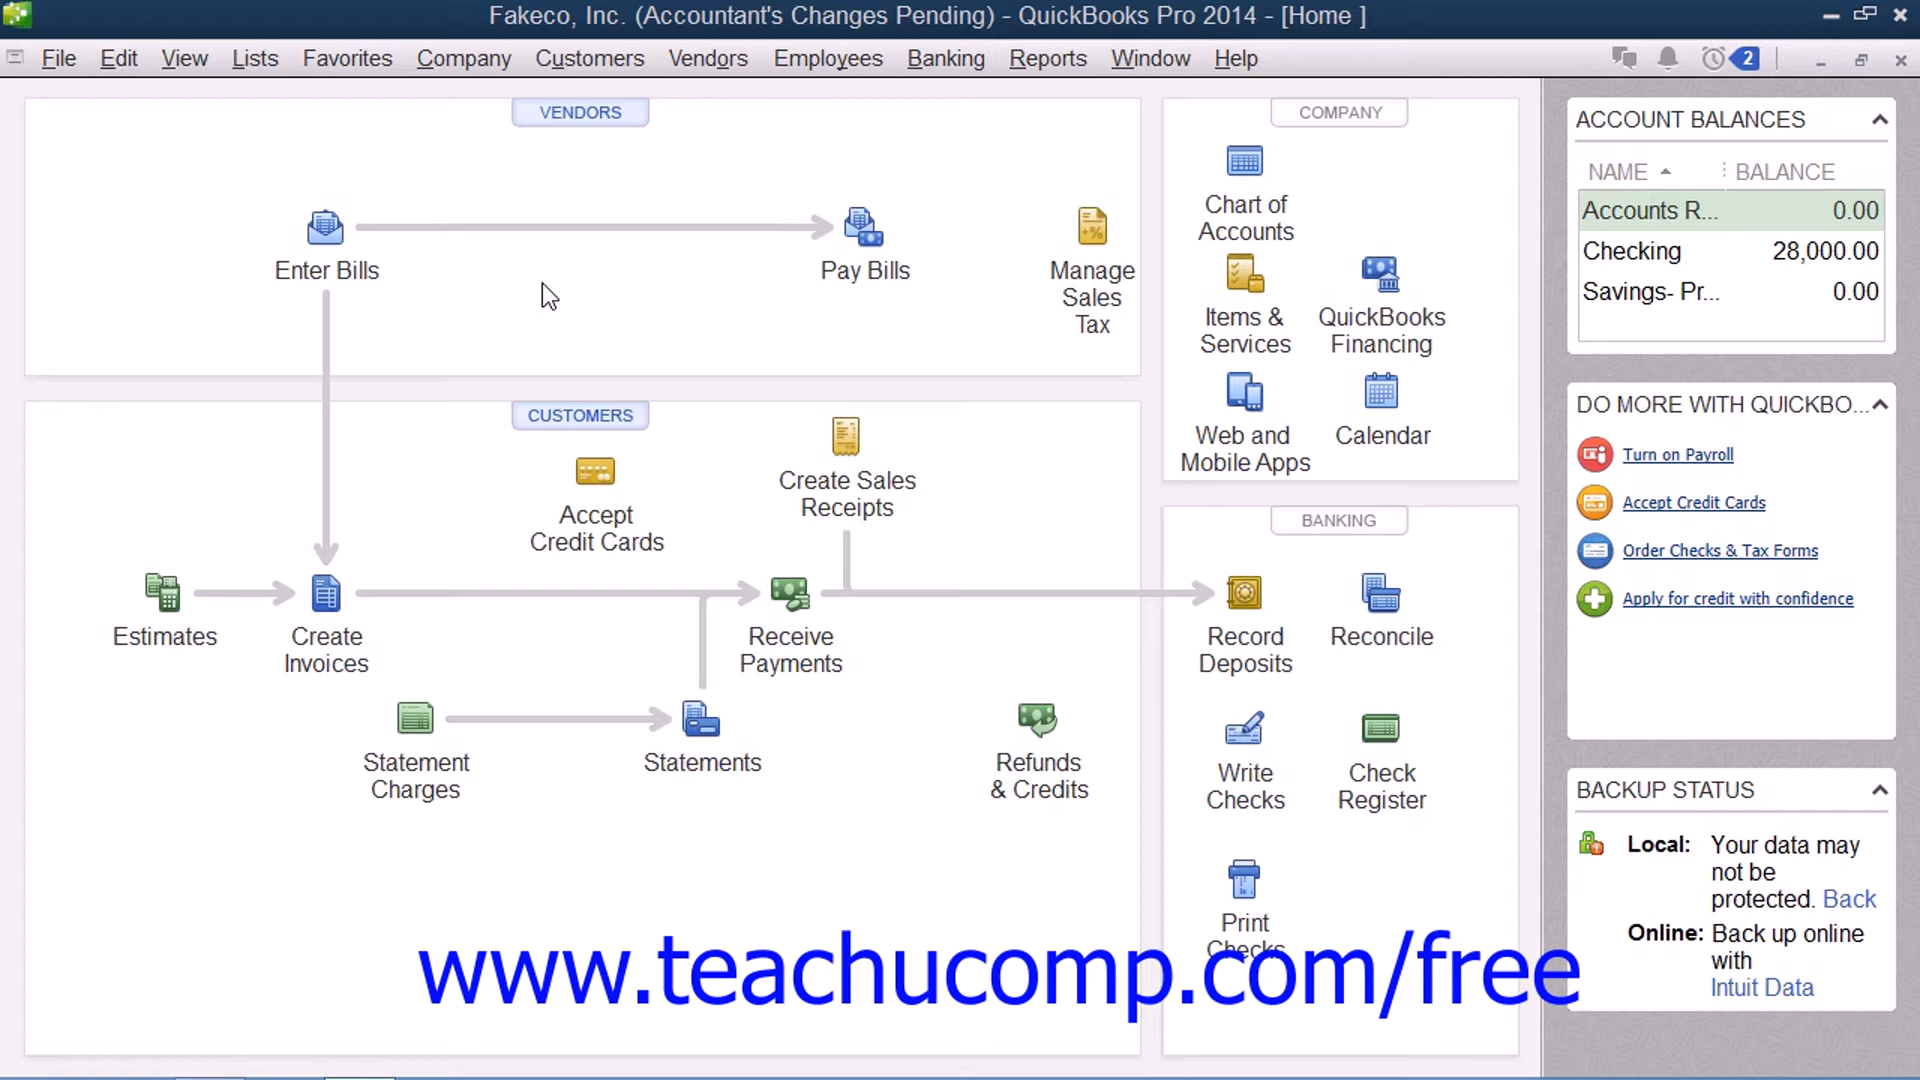 Fakeco, Inc. (Accountant's Changes Pending) - QuickBooks Pro 2014 - [Home ]
File Edit View Lists Favorites Company Customers Vendors Employees Banking Reports Window Help 2
VENDORS
Enter Bills
Pay Bills
Manage
Sales
Tax
CUSTOMERS
Accept
Credit Cards
Create Sales
Receipts
Estimates
Create
Invoices
Receive
Payments
Statement
Charges
Statements
Refunds
& Credits
COMPANY
Chart of
Accounts
Items &
Services
QuickBooks
Financing
Web and
Mobile Apps
Calendar
BANKING
Record
Deposits
Reconcile
Write
Checks
Check
Register
Print
Checks
ACCOUNT BALANCES
NAME BALANCE
Accounts R... 0.00
Checking 28,000.00
Savings- Pr... 0.00
DO MORE WITH QUICKBO...
Turn on Payroll
Accept Credit Cards
Order Checks & Tax Forms
Apply for credit with confidence
BACKUP STATUS
Local: Your data may
not be
protected. Back
Online: Back up online
with
Intuit Data
www.teachucomp.com/free